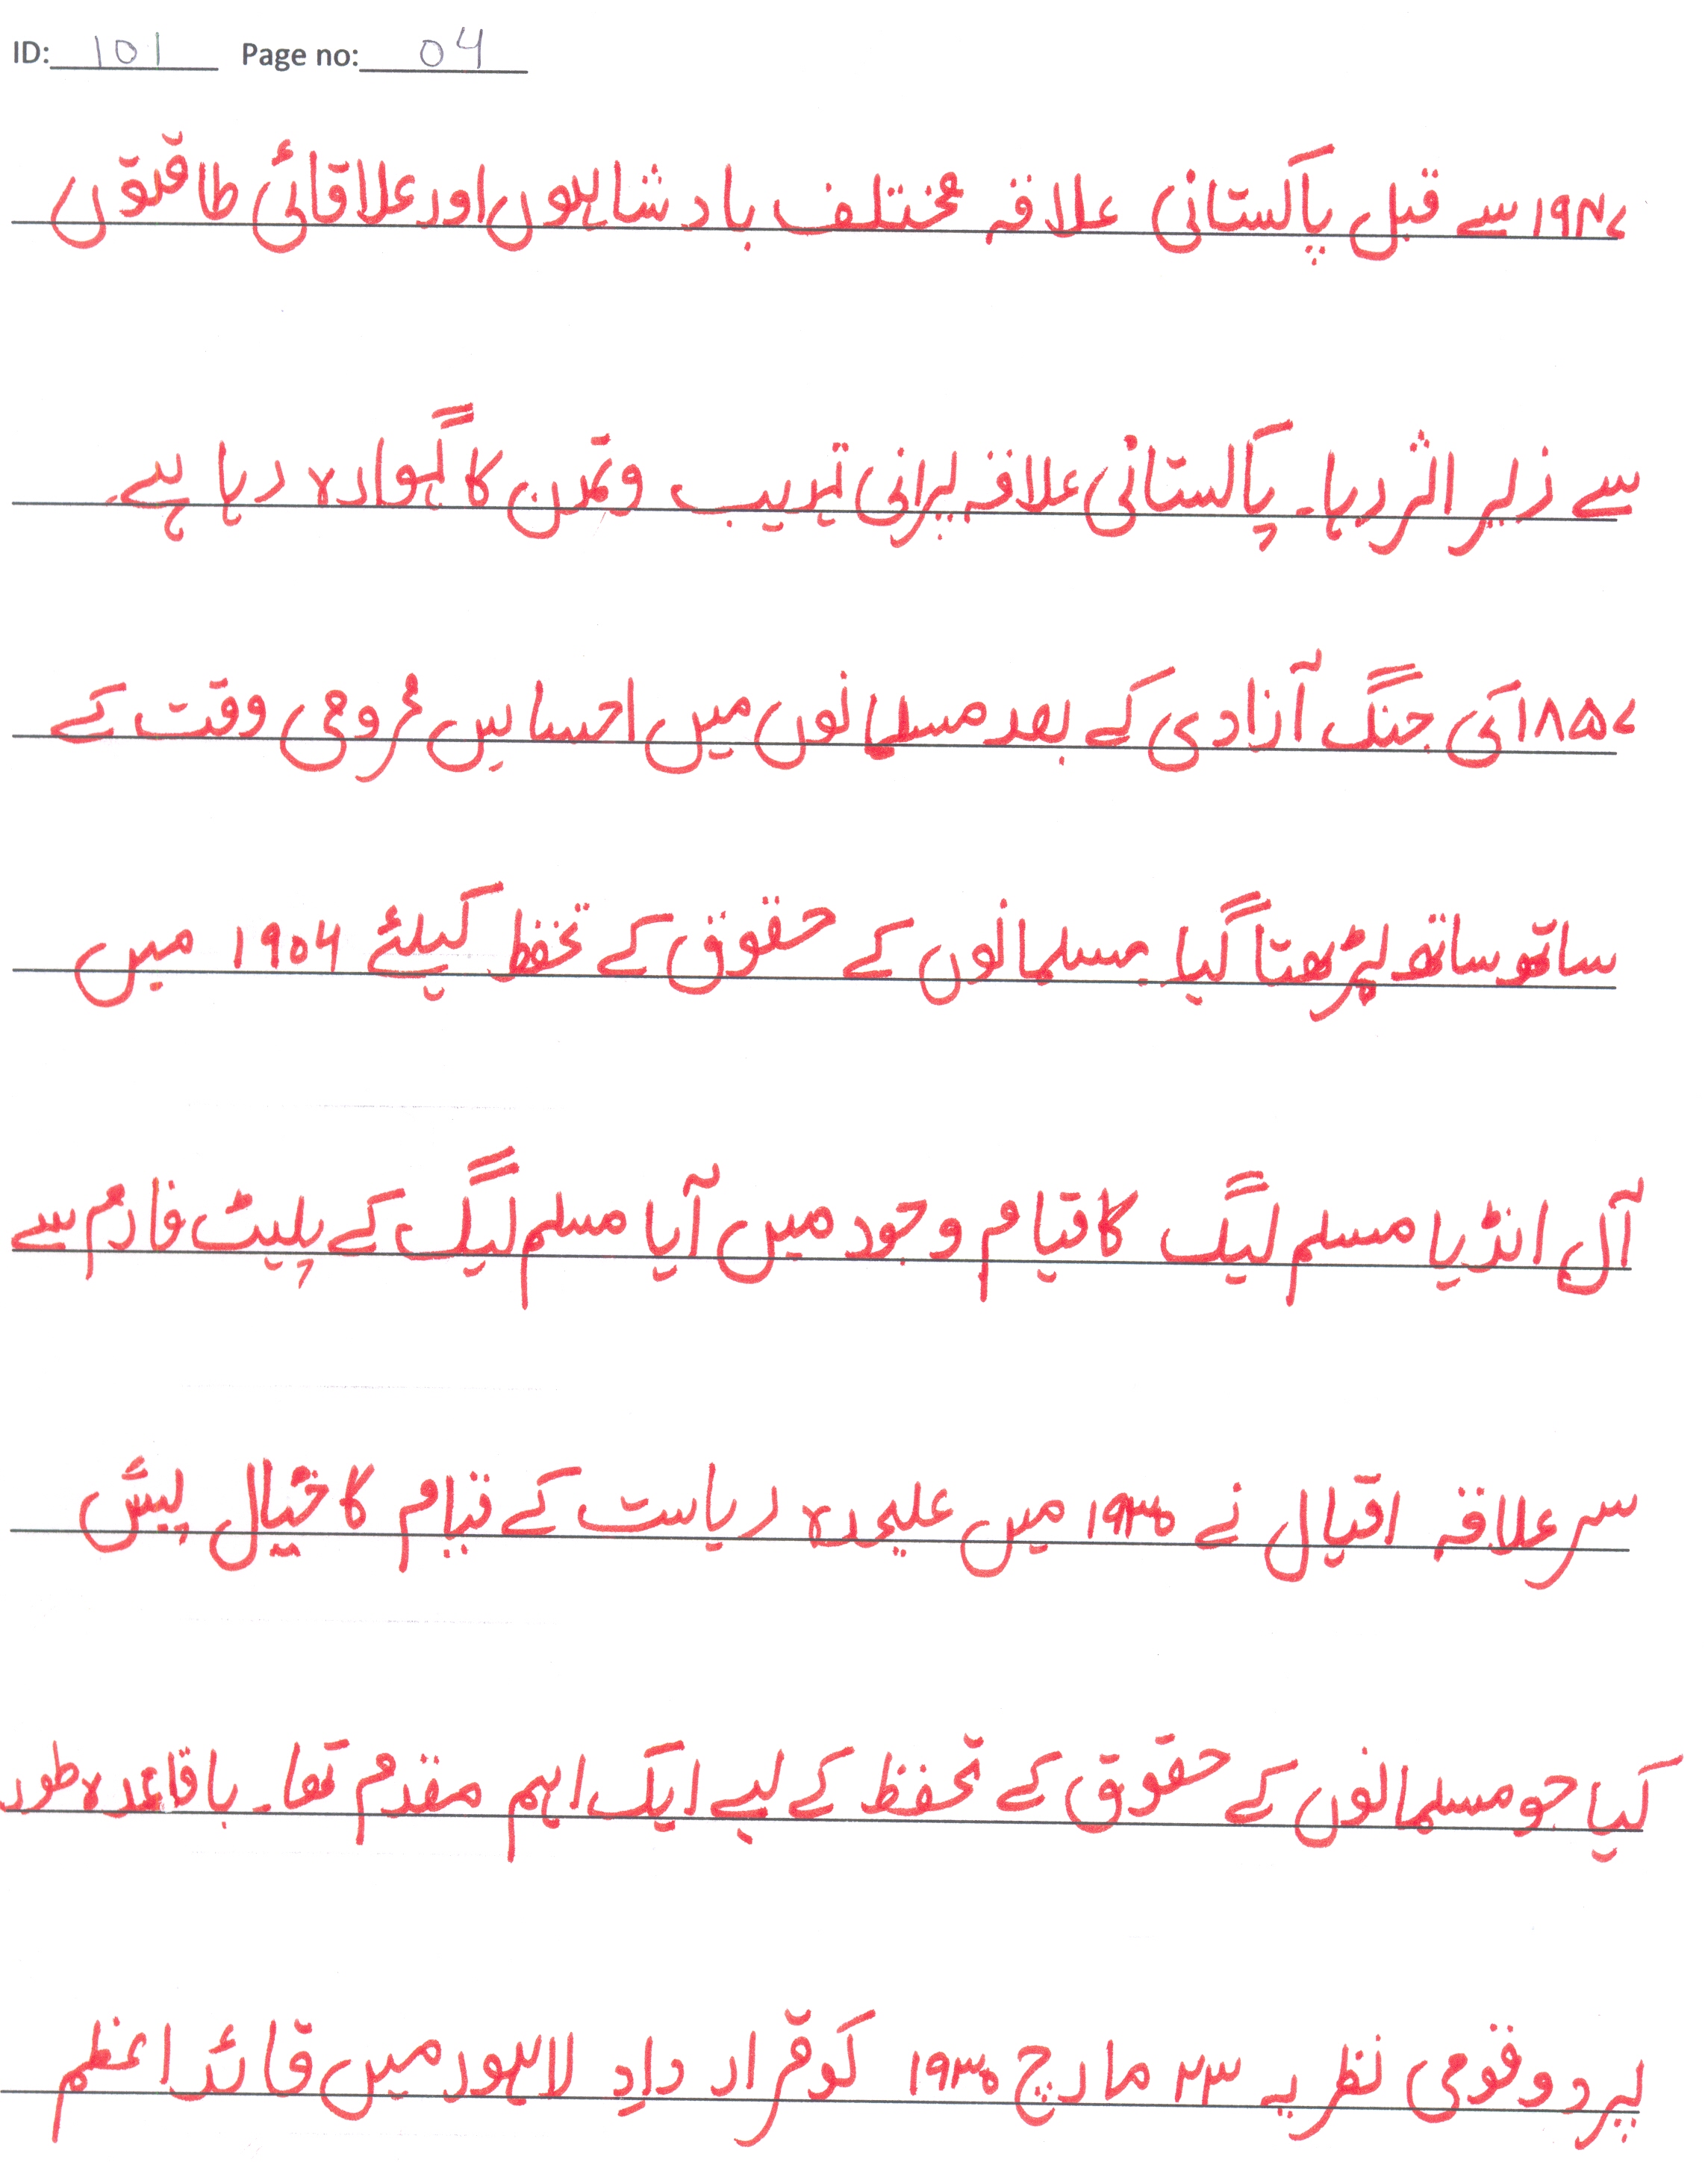 ID: 101 Page no: 04
۱۹۴۷ سے قبل پاکستانی علاقہ مختلف بادشاہوں اور علاقائی طاقتوں
سے زیر اثر رہا۔ پاکستانی علاقہ پرانی تہذیب وتمدن کا گہوارہ رہا ہے۔
۱۸۵۷ کی جنگ آزادی کے بعد مسلمانوں میں احساس محرومی وقت کے
ساتھ ساتھ بڑھتا گیا مسلمانوں کے حقوق کے تحفظ کیلئے ۱۹۰۶ میں
آل انڈیا مسلم لیگ کا قیام وجود میں آیا مسلم لیگ کے پلیٹ فارم سے
سر علاقہ اقبال نے ۱۹۳۰ میں علیحدہ ریاست کے قیام کا خیال پیش
کیا جو مسلمانوں کے حقوق کے تحفظ کے لیے ایک اہم مقدم تھا۔ باقاعدہ طور
پر دو قومی نظریہ ۲۳ مارچ ۱۹۳۰ کو قرار داد لاہور میں قائد اعظم